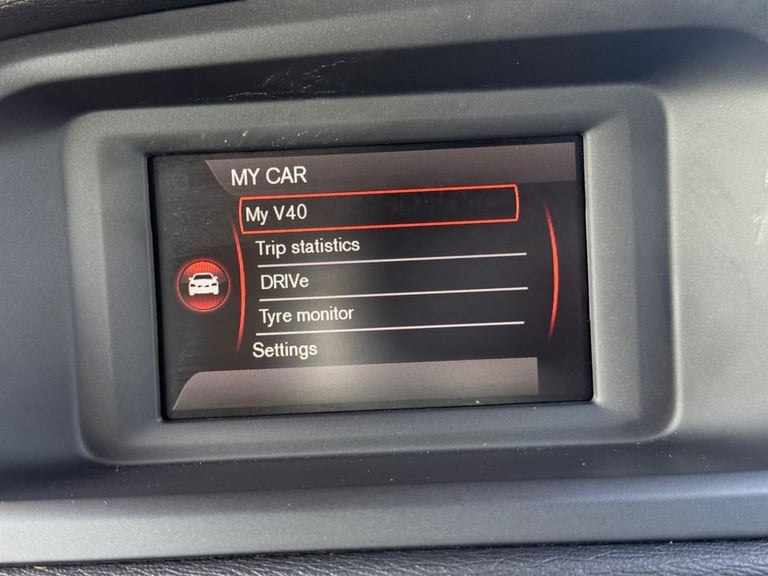 MY CAR
My V40
Trip statistics
DRIVe
Tyre monitor
Settings